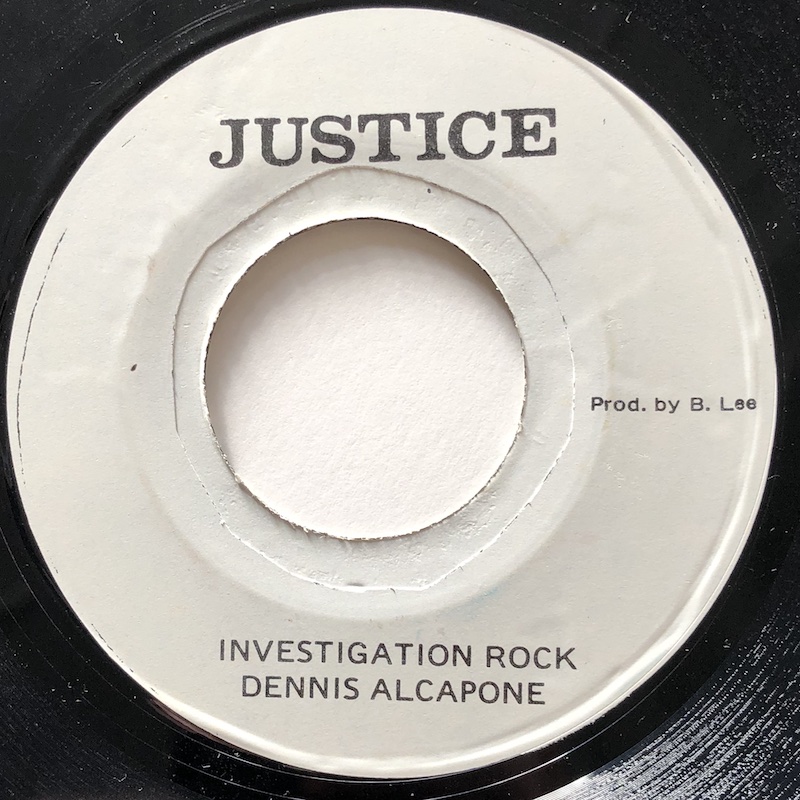 JUSTICE
Prod. by B. Lee
INVESTIGATION ROCK
DENNIS ALCAPONE